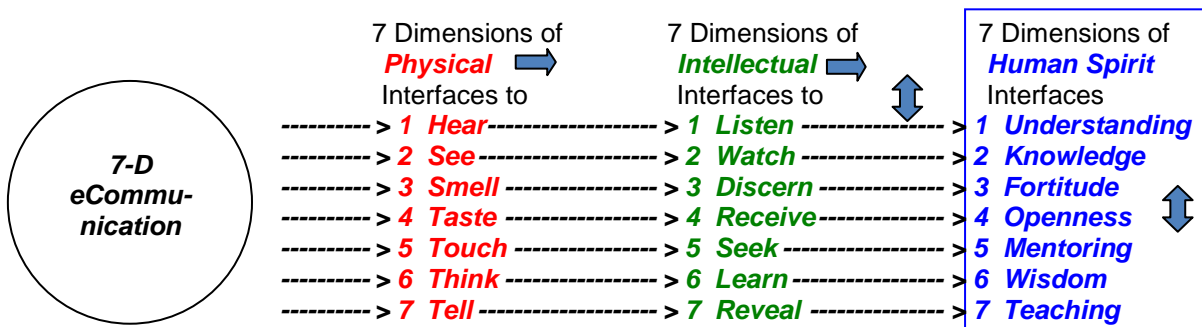 7 Dimensions of 7 Dimensions of 7 Dimensions of
Physical Intellectual Human Spirit
Interfaces to Interfaces to Interfaces
---------- > 1 Hear -------------------- > 1 Listen ----------------- > 1 Understanding
---------- > 2 See --------------------- > 2 Watch ----------------- > 2 Knowledge
---------- > 3 Smell ------------------ > 3 Discern --------------- > 3 Fortitude
---------- > 4 Taste ------------------ > 4 Receive --------------- > 4 Openness
---------- > 5 Touch ------------------ > 5 Seek ------------------- > 5 Mentoring
---------- > 6 Think ------------------ > 6 Learn ------------------ > 6 Wisdom
---------- > 7 Tell --------------------- > 7 Reveal ---------------- > 7 Teaching
7-D
eCommu-
nication